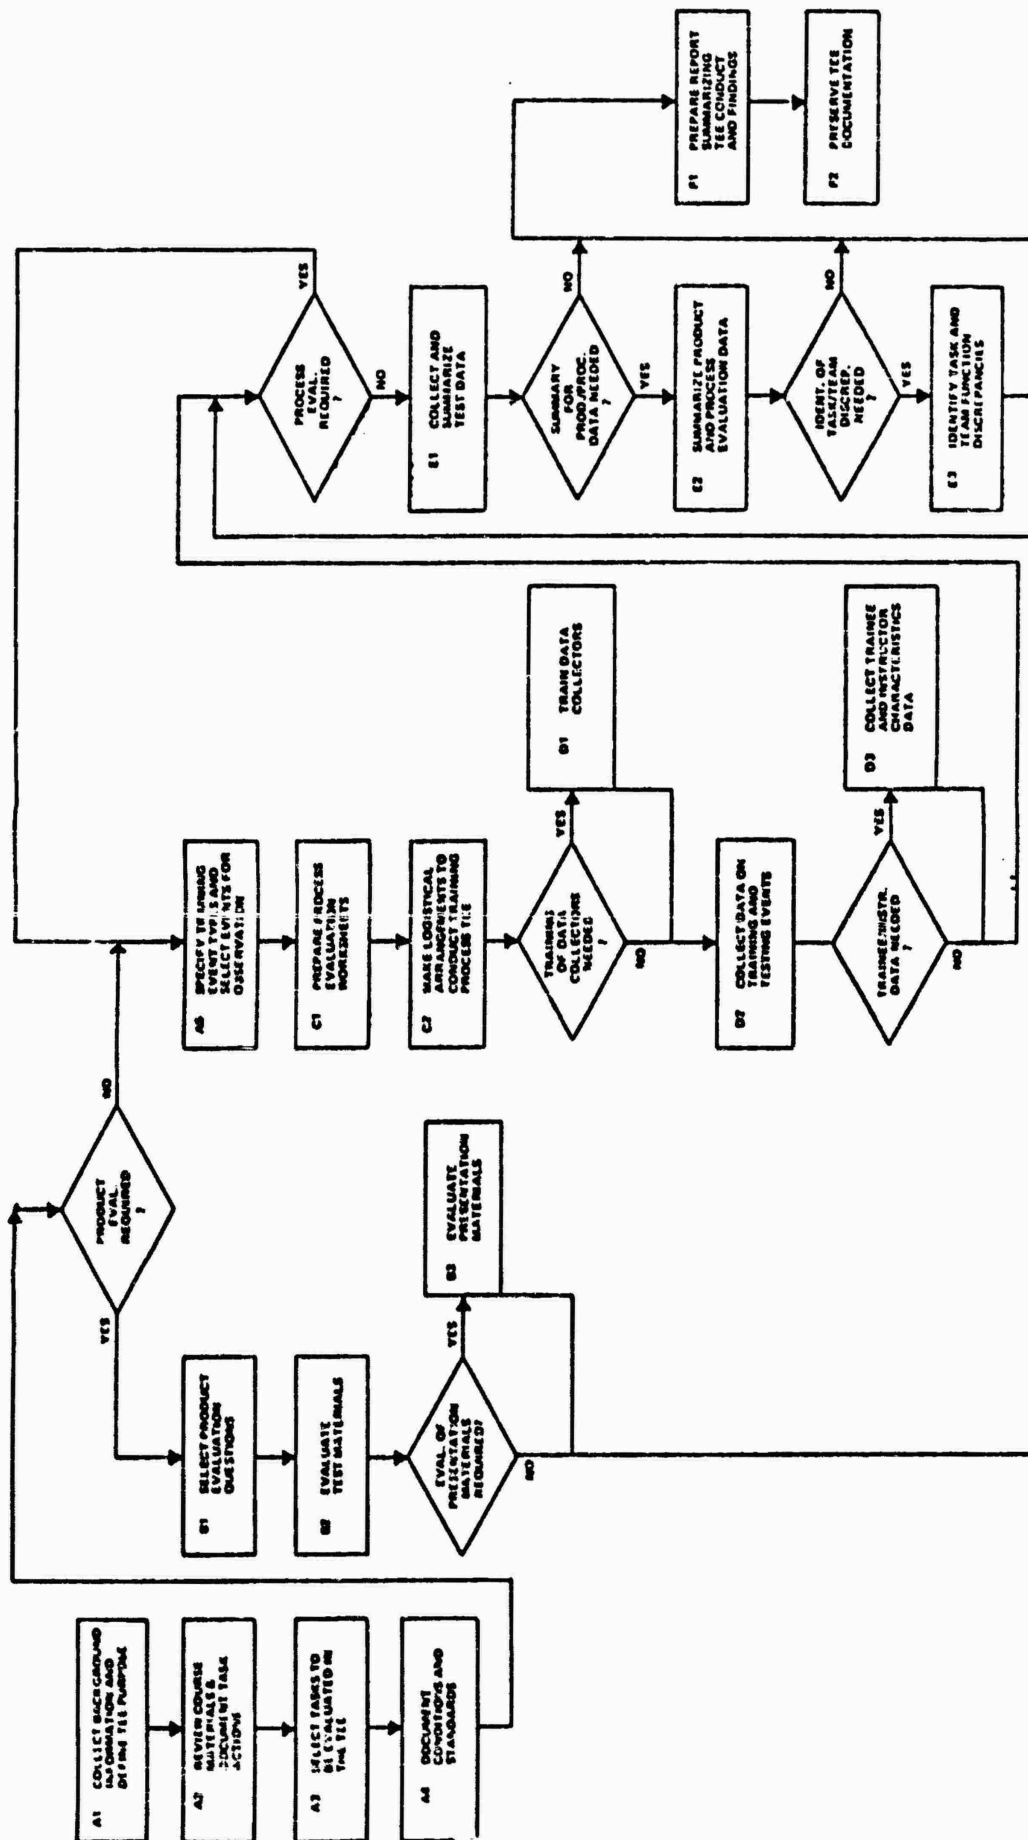 A1 COLLECT BACKGROUND
INFORMATION AND
DEFINE TEE PURPOSE
A2 REVIEW COURSE
MATERIALS &
DOCUMENT TASK
ACTIONS
A3 SELECT TASKS TO
BE EVALUATED IN
THE TEE
A4 DOCUMENT
CONDITIONS AND
STANDARDS
PRODUCT
EVAL.
REQUIRED
?
YES
NO
B1 SELECT PRODUCT
EVALUATION
QUESTIONS
B2 EVALUATE
TEST MATERIALS
EVAL. OF
PRESENTATION
MATERIALS
REQUIRED?
YES
NO
B3 EVALUATE
PRESENTATION
MATERIALS
A5 SPECIFY TRAINING
EVENT TYPES AND
SELECT EVENTS FOR
OBSERVATION
C1 PREPARE PROCESS
EVALUATION
WORKSHEETS
C2 MAKE LOGISTICAL
ARRANGEMENTS TO
CONDUCT TRAINING
PROCESS TEE
TRAINING
OF DATA
COLLECTORS
NEEDED
?
YES
NO
D1 TRAIN DATA
COLLECTORS
D2 COLLECT DATA ON
TRAINING AND
TESTING EVENTS
TRAINEE/INSTR.
DATA NEEDED
?
YES
NO
D3 COLLECT TRAINEE
AND INSTRUCTOR
CHARACTERISTICS
DATA
PROCESS
EVAL.
REQUIRED
?
YES
NO
E1 COLLECT AND
SUMMARIZE
TEST DATA
SUMMARY
FOR
PROD./PROC.
DATA NEEDED
?
NO
YES
E2 SUMMARIZE PRODUCT
AND PROCESS
EVALUATION DATA
IDENT. OF
TASK/TEAM
DISCREP.
NEEDED
?
NO
YES
E3 IDENTIFY TASK AND
TEAM FUNCTION
DISCREPANCIES
F1 PREPARE REPORT
SUMMARIZING
TEE CONDUCT
AND FINDINGS
F2 PRESERVE TEE
DOCUMENTATION